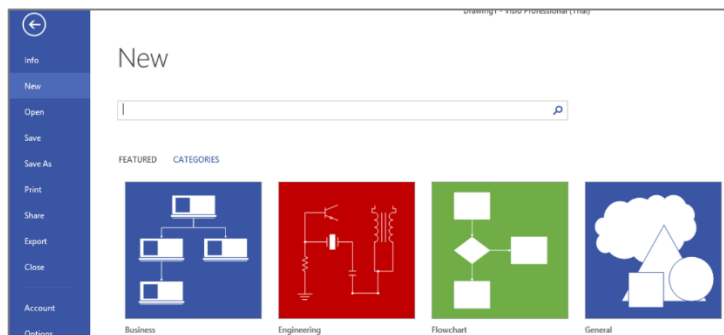 Drawing1 - Visio Professional (Trial)
Info
New
Open
Save
Save As
Print
Share
Export
Close
Account
Options
New
FEATURED CATEGORIES
Business Engineering Flowchart General